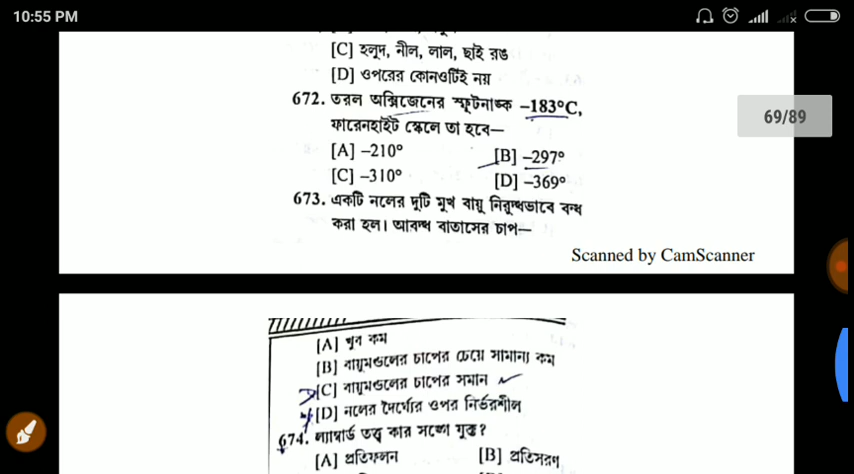 10:55 PM
[C] হলুদ, নীল, লাল, ছাই রঙ
[D] ওপরের কোনওটিই নয়
672. তরল অক্সিজেনের স্ফূটনাঙ্ক –183°C,
ফারেনহাইট স্কেলে তা হবে—
[A] –210° [B] –297°
[C] –310° [D] –369°
673. একটি নলের দুটি মুখ বায়ু নিরুদ্ধভাবে বন্ধ
করা হল। আবদ্ধ বাতাসের চাপ—
69/89
Scanned by CamScanner
[A] খুব কম
[B] বায়ুমণ্ডলের চাপের চেয়ে সামান্য কম
[C] বায়ুমণ্ডলের চাপের সমান
[D] নলের দৈর্ঘ্যের ওপর নির্ভরশীল
674. ল্যাম্বার্ট তত্ত্ব কার সঙ্গে যুক্ত?
[A] প্রতিফলন [B] প্রতিসরণ